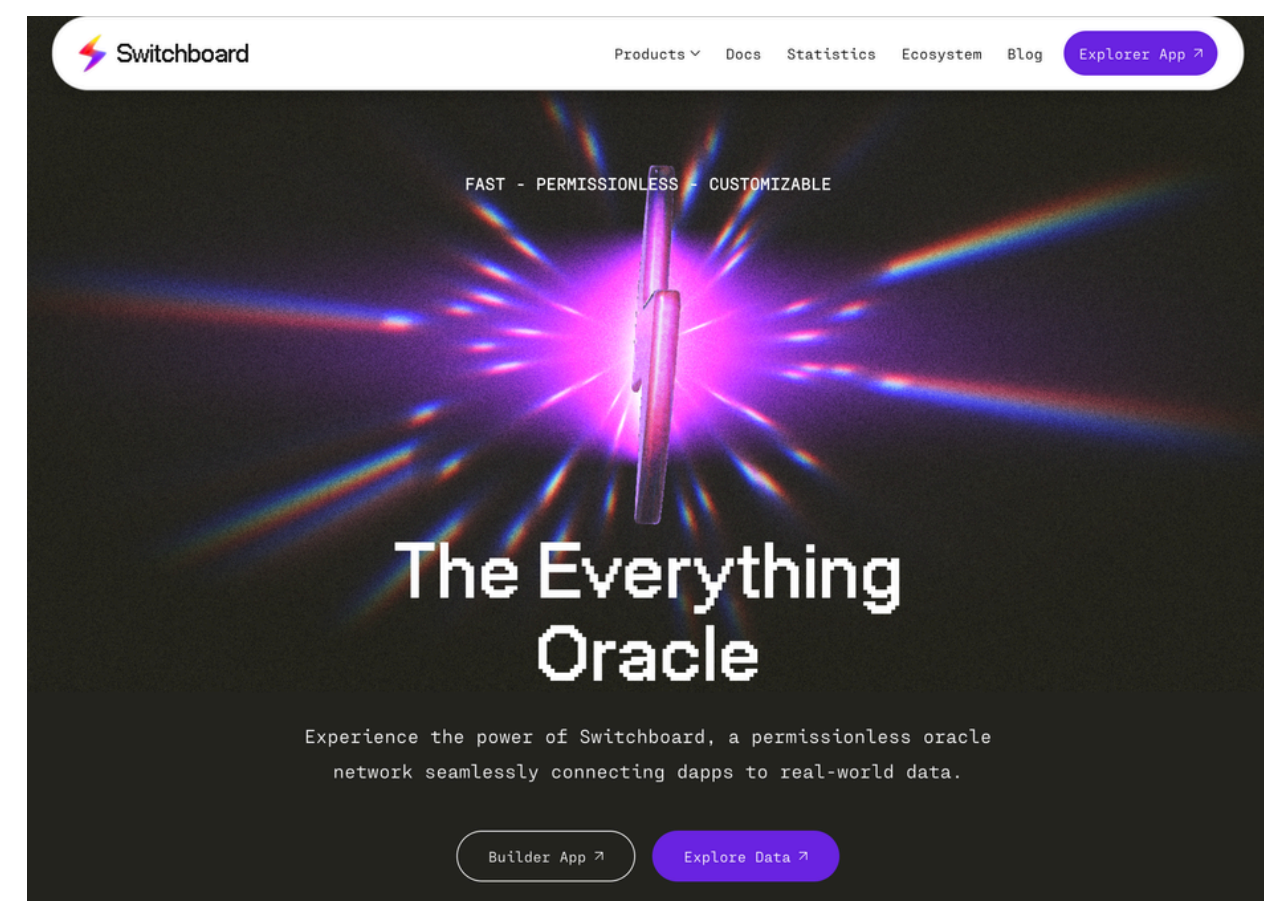 Switchboard
Products Docs Statistics Ecosystem Blog Explorer App
FAST - PERMISSIONLESS - CUSTOMIZABLE
The Everything
Oracle
Experience the power of Switchboard, a permissionless oracle
network seamlessly connecting dapps to real-world data.
Builder App Explore Data